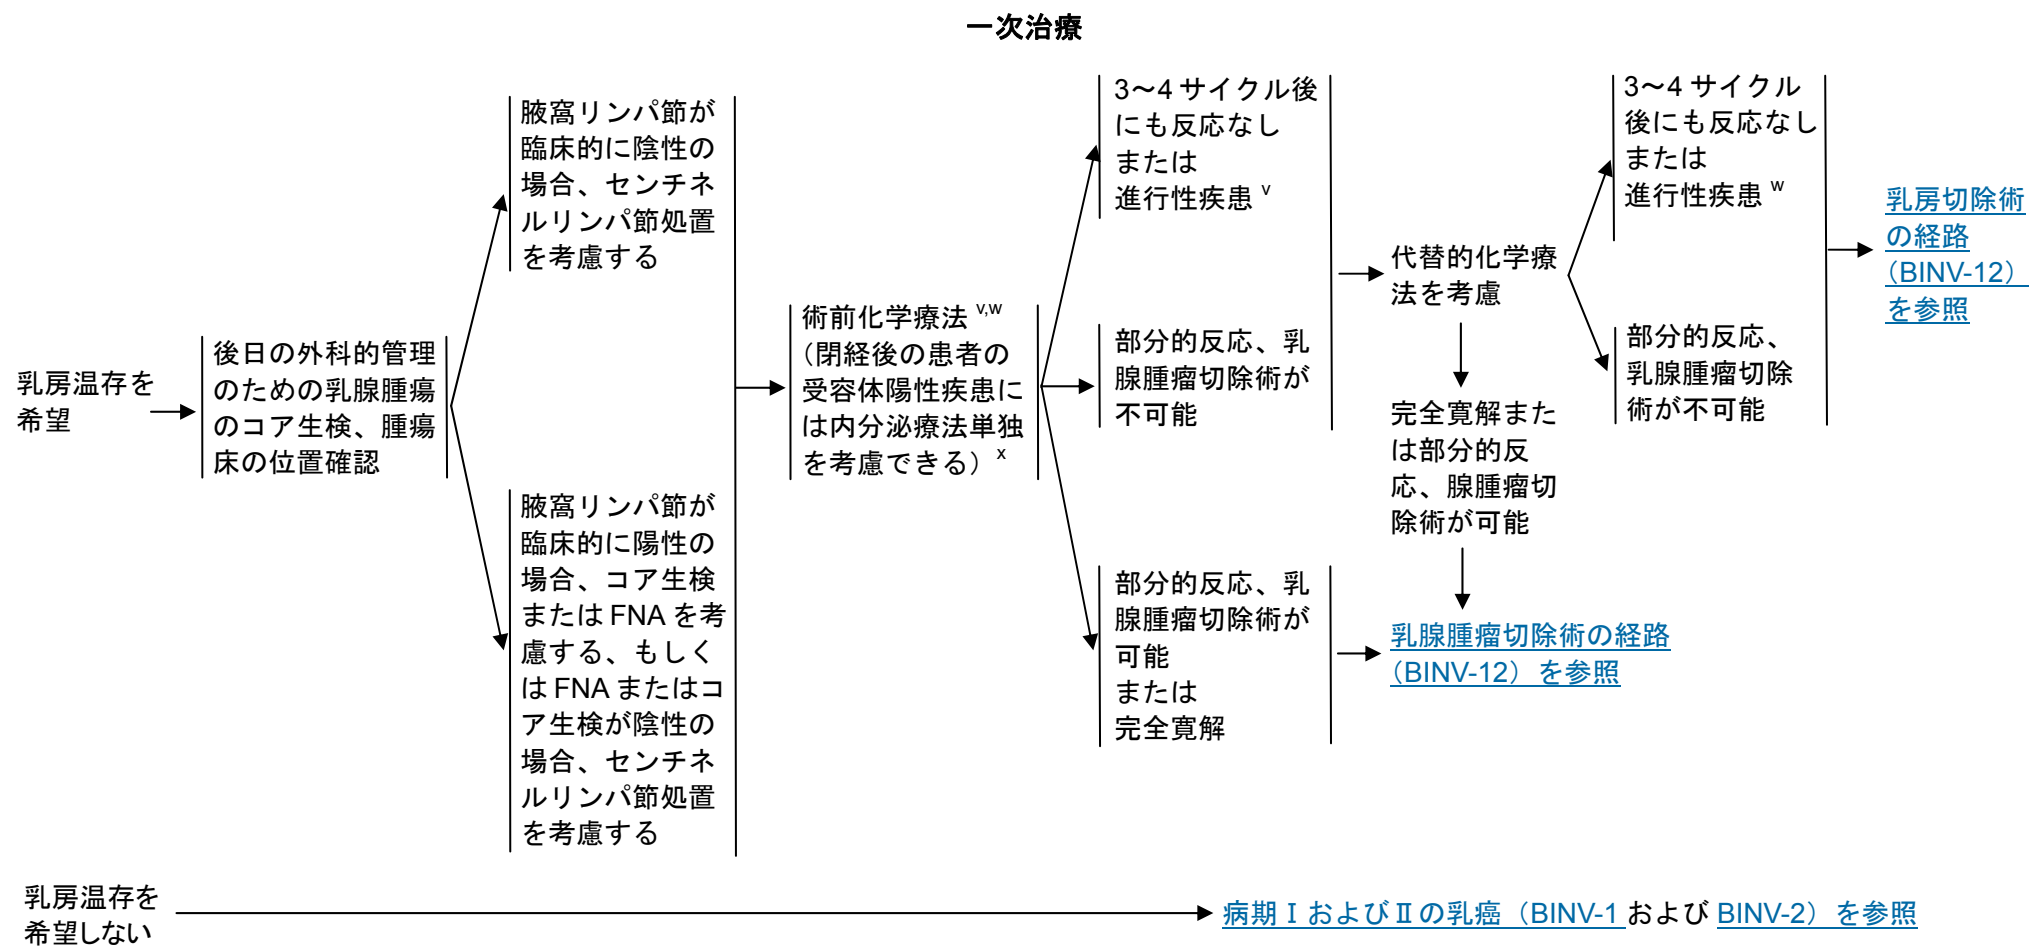 一次治療
乳房温存を
希望
後日の外科的管理
のための乳腺腫瘍
のコア生検、腫瘍
床の位置確認
腋窩リンパ節が
臨床的に陰性の
場合、センチネ
ルリンパ節処置
を考慮する
腋窩リンパ節が
臨床的に陽性の
場合、コア生検
または FNA を考
慮する、もしく
は FNA またはコ
ア生検が陰性の
場合、センチネ
ルリンパ節処置
を考慮する
術前化学療法 v,w
（閉経後の患者の
受容体陽性疾患に
は内分泌療法単独
を考慮できる）x
3〜4 サイクル後
にも反応なし
または
進行性疾患 v
部分的反応、乳
腺腫瘤切除術が
不可能
部分的反応、乳
腺腫瘤切除術が
可能
または
完全寛解
代替的化学療
法を考慮
完全寛解また
は部分的反
応、腺腫瘤切
除術が可能
乳腺腫瘤切除術の経路
（BINV-12）を参照
3〜4 サイクル
後にも反応なし
または
進行性疾患 w
部分的反応、
乳腺腫瘤切除
術が不可能
乳房切除術
の経路
（BINV-12）
を参照
乳房温存を
希望しない
病期 I および II の乳癌（BINV-1 および BINV-2）を参照